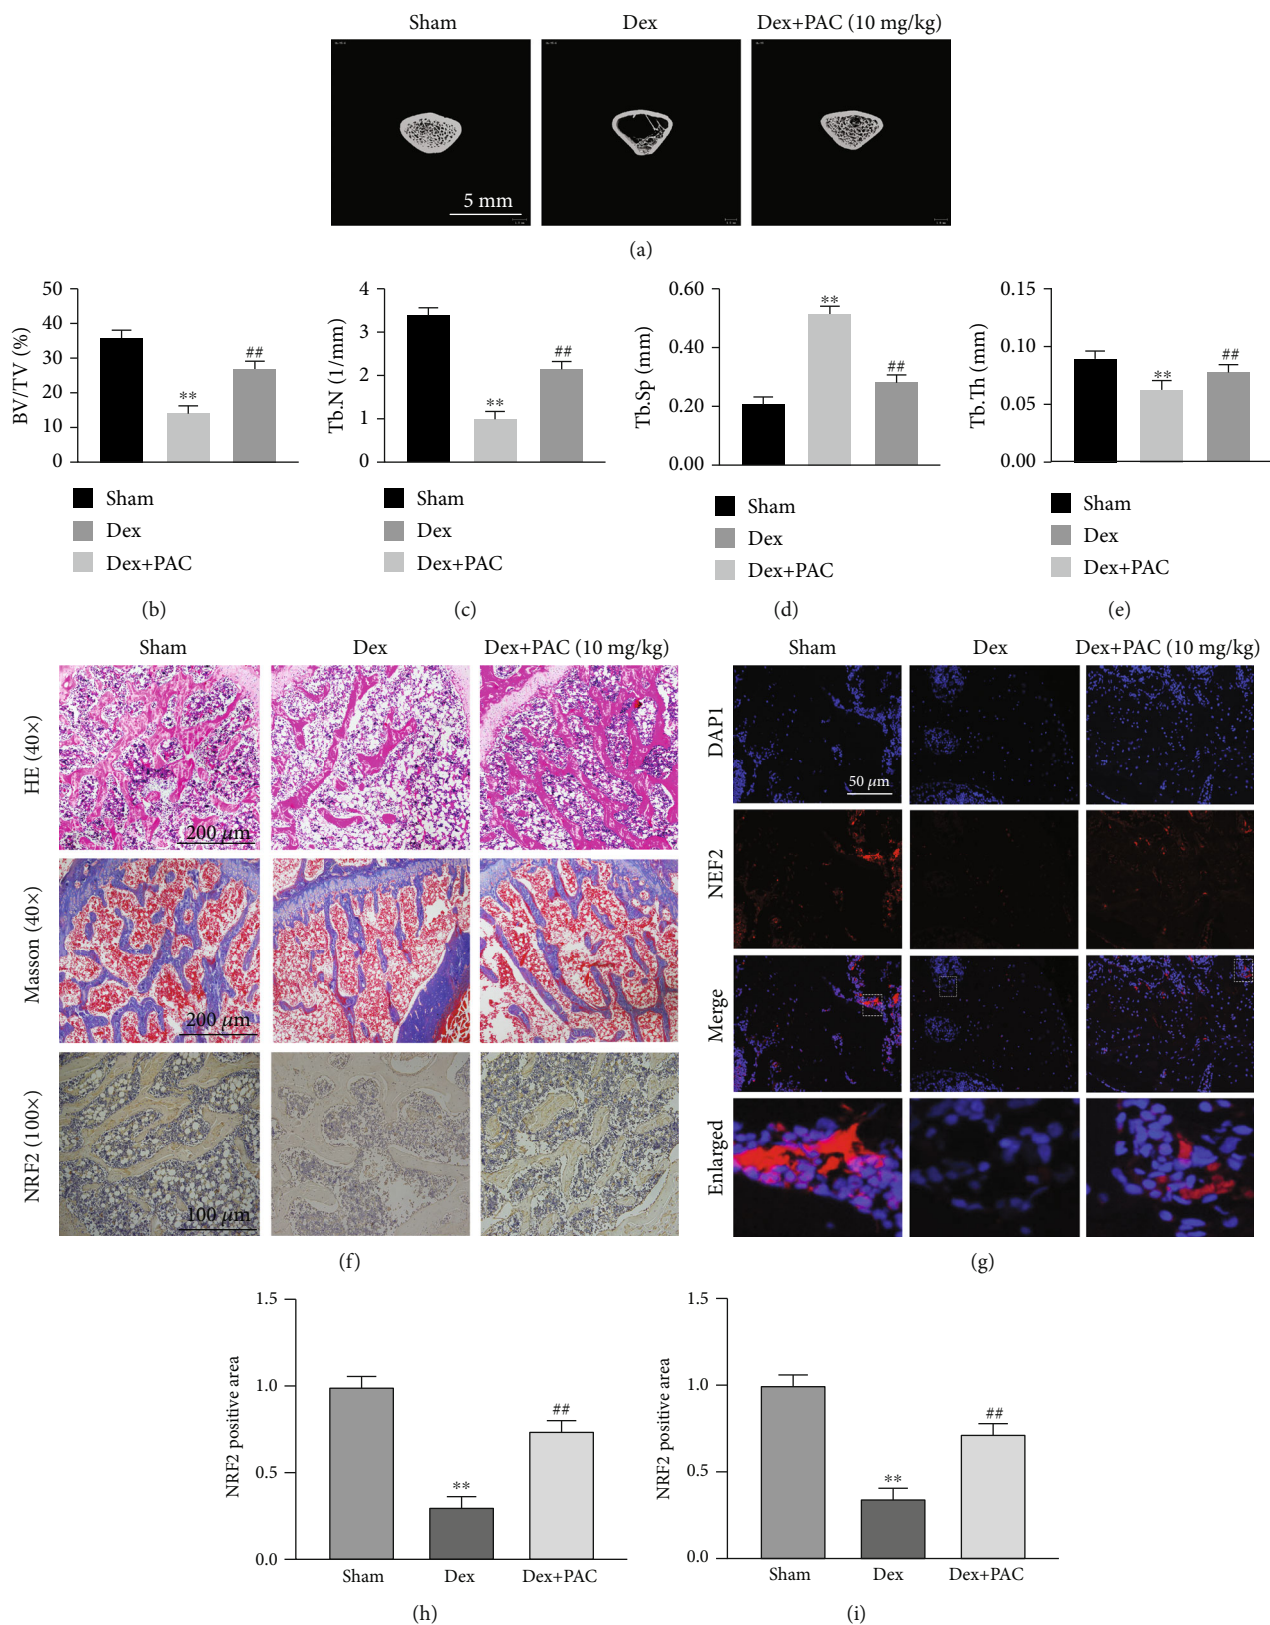 Sham
Dex
Dex+PAC (10 mg/kg)
5 mm
(a)
50
40
30
20
10
0
BV/TV (%)
**
##
Sham
Dex
Dex+PAC
(b)
4
3
2
1
0
Tb.N (1/mm)
**
##
Sham
Dex
Dex+PAC
(c)
0.60
0.40
0.20
0.00
Tb.Sp (mm)
**
##
Sham
Dex
Dex+PAC
(d)
0.15
0.10
0.05
0.00
Tb.Th (mm)
**
##
Sham
Dex
Dex+PAC
(e)
Sham
Dex
Dex+PAC (10 mg/kg)
HE (40×)
200 μm
Masson (40×)
200 μm
NRF2 (100×)
100 μm
(f)
Sham
Dex
Dex+PAC (10 mg/kg)
DAP1
50 μm
NEF2
Merge
Enlarged
(g)
1.5
1.0
0.5
0.0
NRF2 positive area
**
##
Sham
Dex
Dex+PAC
(h)
1.5
1.0
0.5
0.0
NRF2 positive area
**
##
Sham
Dex
Dex+PAC
(i)